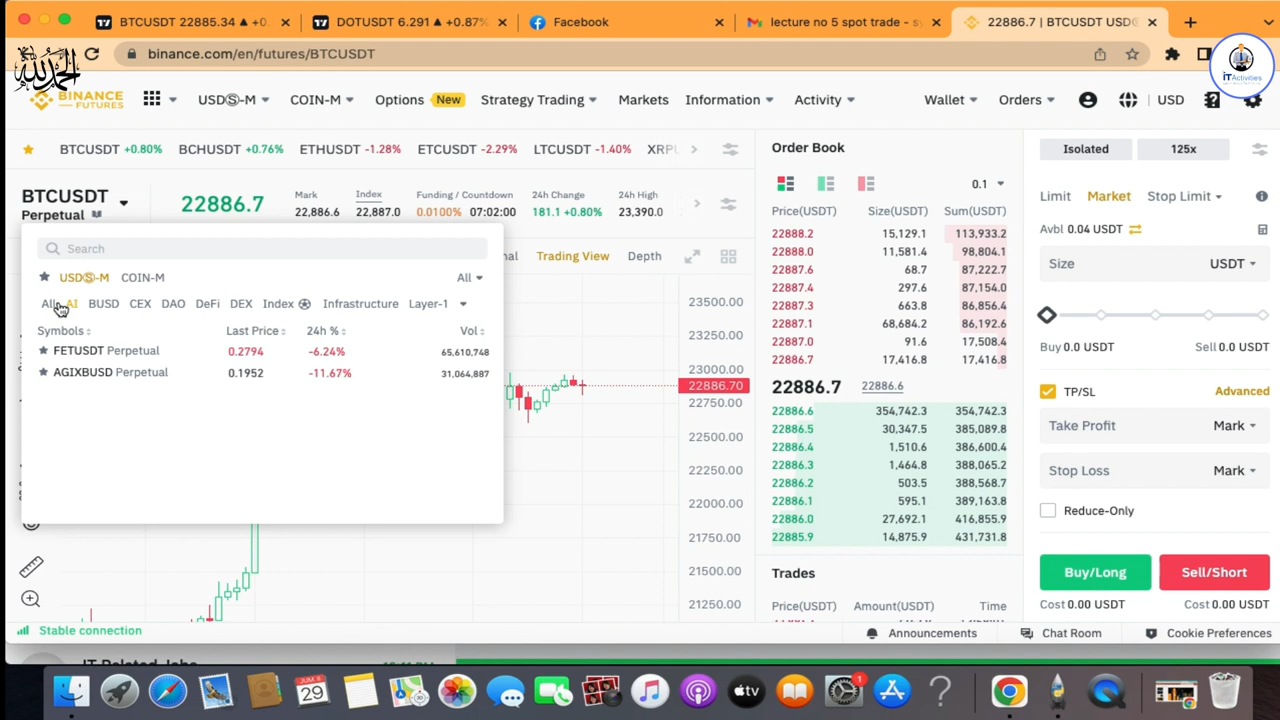 BTCUSDT 22885.34 ▲ +0.
DOTUSDT 6.291 ▲ +0.87%
Facebook
lecture no 5 spot trade - s
22886.7 | BTCUSDT USD
binance.com/en/futures/BTCUSDT
الحمدلله
iT Activities
BINANCE FUTURES
USDⓈ-M
COIN-M
Options New
Strategy Trading
Markets
Information
Activity
Wallet
Orders
USD
BTCUSDT +0.80% BCHUSDT +0.76% ETHUSDT -1.28% ETCUSDT -2.29% LTCUSDT -1.40% XRPU
BTCUSDT
Perpetual
22886.7
Mark
22,886.6
Index
22,887.0
Funding / Countdown
0.0100% 07:02:00
24h Change
181.1 +0.80%
24h High
23,390.0
Search
USDⓈ-M COIN-M All
All AI BUSD CEX DAO DeFi DEX Index Infrastructure Layer-1
Symbols Last Price 24h % Vol
FETUSDT Perpetual 0.2794 -6.24% 65,610,748
AGIXBUSD Perpetual 0.1952 -11.67% 31,064,887
nal Trading View Depth
23500.00
23250.00
23000.00
22886.70
22750.00
22500.00
22250.00
22000.00
21750.00
21500.00
21250.00
Order Book
0.1
Price(USDT) Size(USDT) Sum(USDT)
22888.2 15,129.1 113,933.2
22888.0 11,581.4 98,804.1
22887.6 68.7 87,222.7
22887.4 297.6 87,154.0
22887.3 663.8 86,856.4
22887.1 68,684.2 86,192.6
22887.0 91.6 17,508.4
22886.7 17,416.8 17,416.8
22886.7 22886.6
22886.6 354,742.3 354,742.3
22886.5 30,347.5 385,089.8
22886.4 1,510.6 386,600.4
22886.3 1,464.8 388,065.2
22886.2 503.5 388,568.7
22886.1 595.1 389,163.8
22886.0 27,692.1 416,855.9
22885.9 14,875.9 431,731.8
Trades
Price(USDT) Amount(USDT) Time
Isolated 125x
Limit Market Stop Limit
Avbl 0.04 USDT
Size USDT
Buy 0.0 USDT Sell 0.0 USDT
TP/SL Advanced
Take Profit Mark
Stop Loss Mark
Reduce-Only
Buy/Long Sell/Short
Cost 0.00 USDT Cost 0.00 USDT
Stable connection
Announcements Chat Room Cookie Preferences
IT Related Jobs
29
tv
1